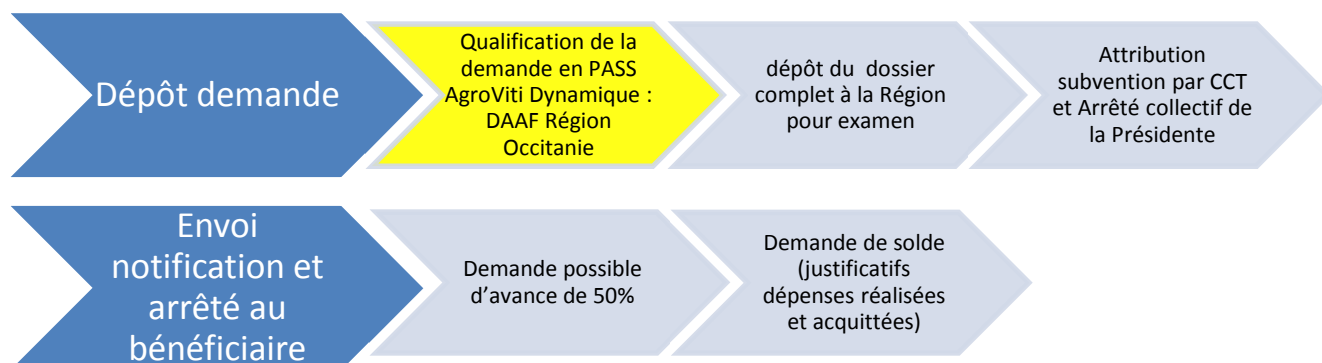 Dépôt demande
Qualification de la
demande en PASS
AgroViti Dynamique :
DAAF Région
Occitanie
dépôt du dossier
complet à la Région
pour examen
Attribution
subvention par CCT
et Arrêté collectif de
la Présidente
Envoi
notification et
arrêté au
bénéficiaire
Demande possible
d'avance de 50%
Demande de solde
(justificatifs
dépenses réalisées
et acquittées)